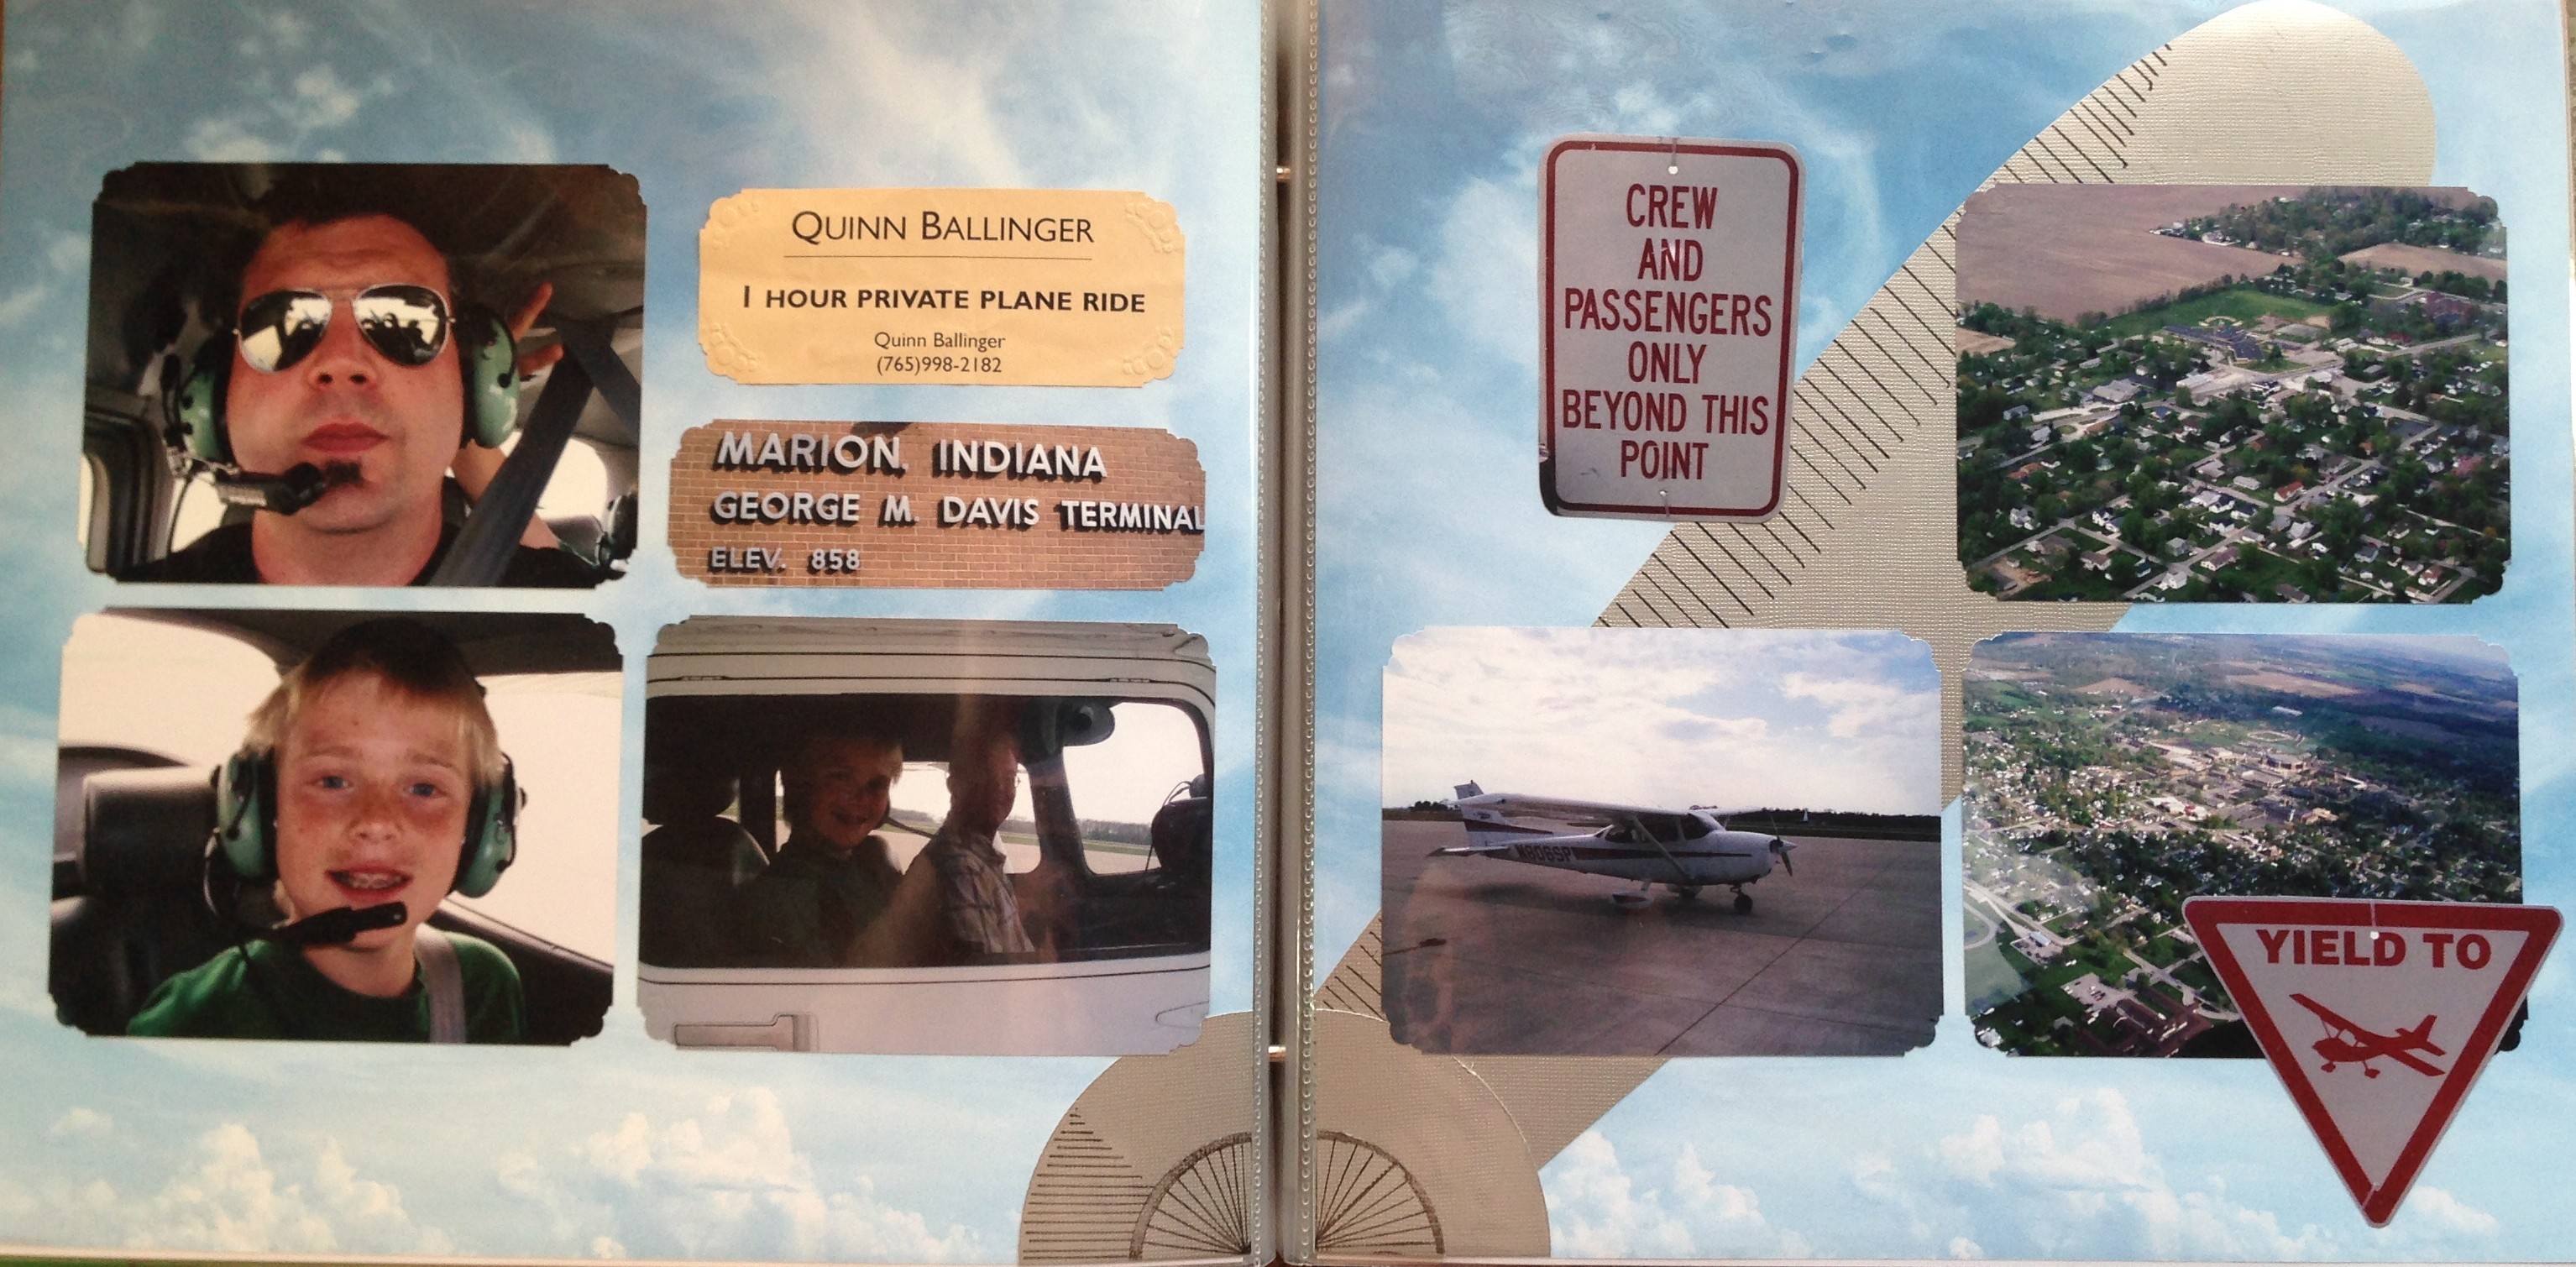 QUINN BALLINGER
1 HOUR PRIVATE PLANE RIDE
Quinn Ballinger
(765)998-2182
MARION, INDIANA
GEORGE M. DAVIS TERMINAL
ELEV. 858
CREW
AND
PASSENGERS
ONLY
BEYOND THIS
POINT
N606SP
YIELD TO